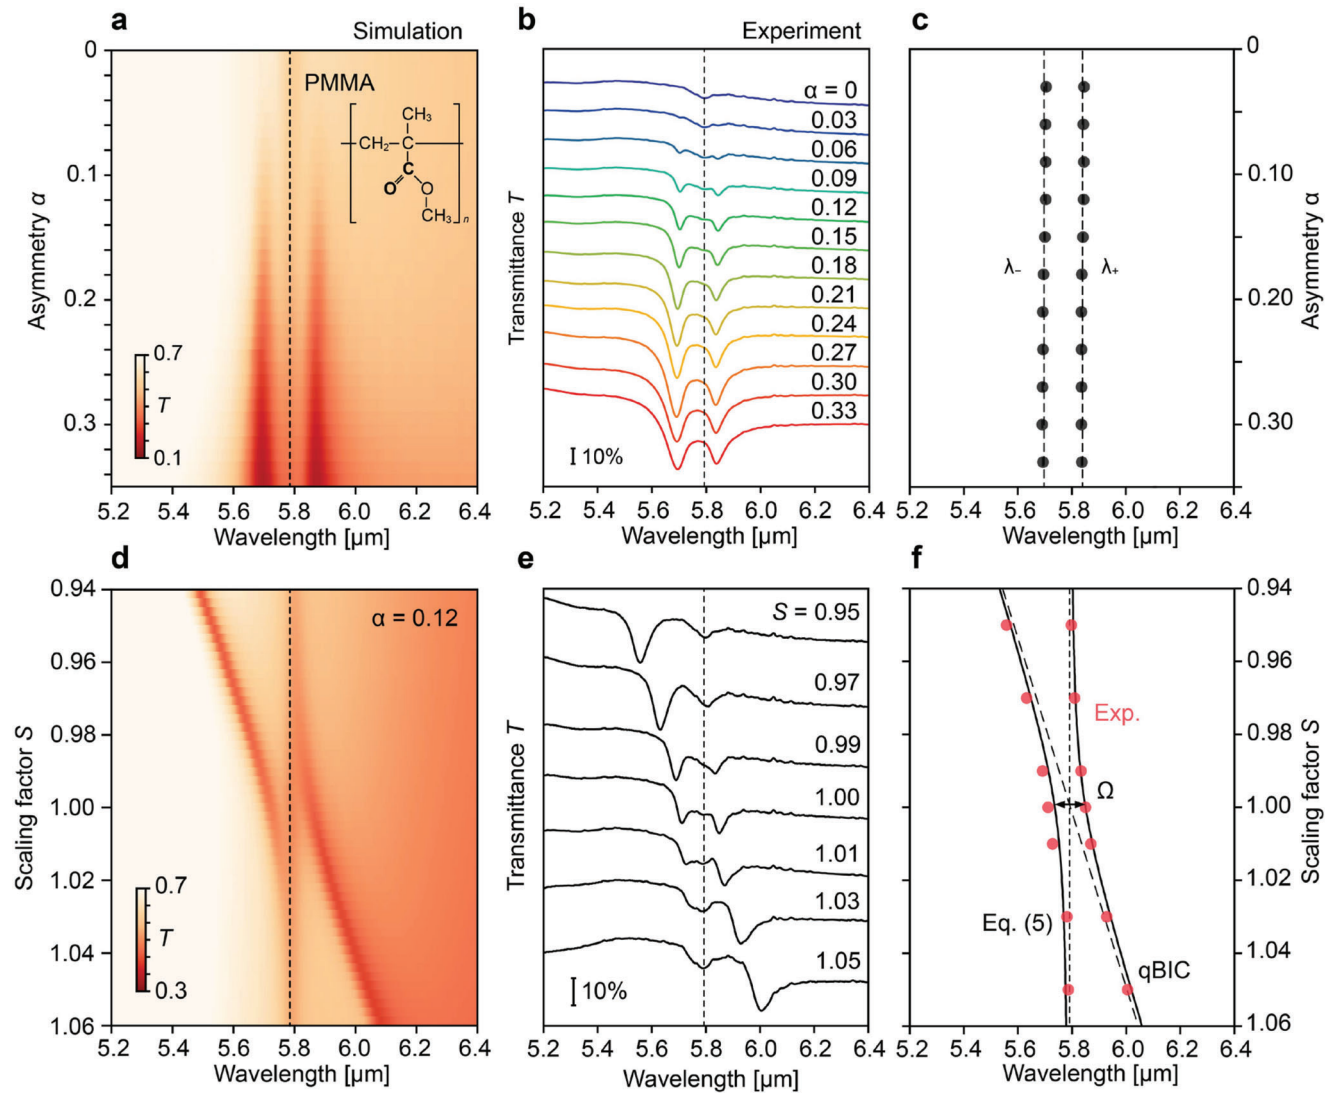 a Simulation
0
0.1
0.2
0.3
Asymmetry α
PMMA
CH₃
CH₂ C
C
O
O
CH₃
n
0.7
T
0.1
5.2 5.4 5.6 5.8 6.0 6.2 6.4
Wavelength [µm]
b Experiment
Transmittance T
α = 0
0.03
0.06
0.09
0.12
0.15
0.18
0.21
0.24
0.27
0.30
0.33
10%
5.2 5.6 5.8 6.0 6.4
Wavelength [µm]
c
0
0.10
0.20
0.30
Asymmetry α
λ₋ λ₊
5.2 5.4 5.6 5.8 6.0 6.2 6.4
Wavelength [µm]
d
0.94
0.96
0.98
1.00
1.02
1.04
1.06
Scaling factor S
α = 0.12
0.7
T
0.3
5.2 5.4 5.6 5.8 6.0 6.2 6.4
Wavelength [µm]
e
Transmittance T
S = 0.95
0.97
0.99
1.00
1.01
1.03
1.05
10%
5.2 5.4 5.6 5.8 6.0 6.2 6.4
Wavelength [µm]
f
0.94
0.96
0.98
1.00
1.02
1.04
1.06
Scaling factor S
Exp.
Ω
Eq. (5)
qBIC
5.2 5.6 5.8 6.0 6.2 6.4
Wavelength [µm]